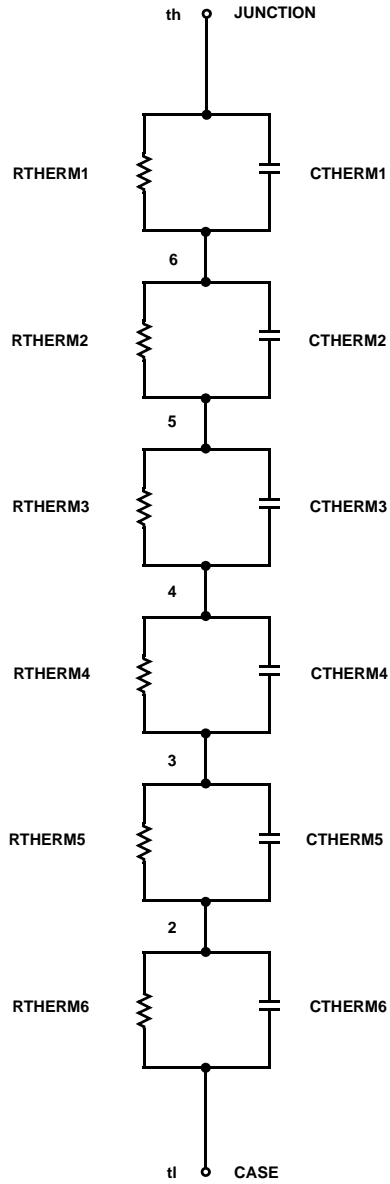 th JUNCTION
RTHERM1 CTHERM1
6
RTHERM2 CTHERM2
5
RTHERM3 CTHERM3
4
RTHERM4 CTHERM4
3
RTHERM5 CTHERM5
2
RTHERM6 CTHERM6
tl CASE